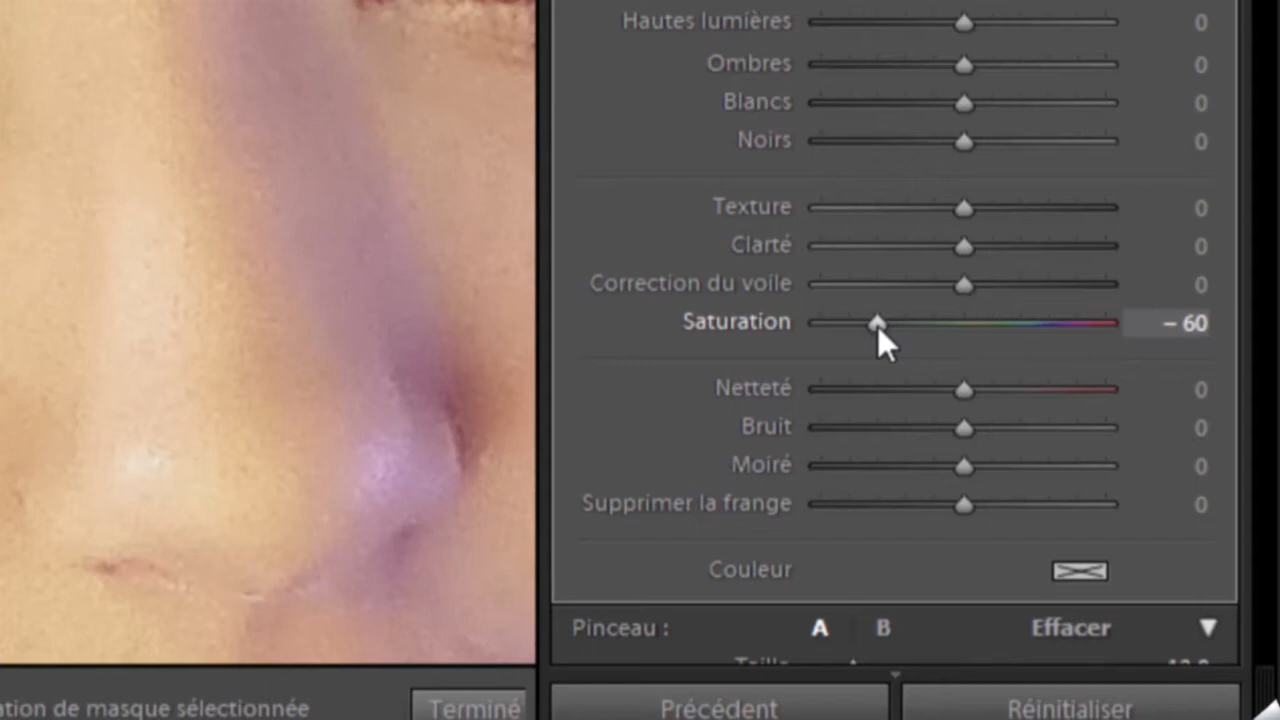 Hautes lumières 0
Ombres 0
Blancs 0
Noirs 0
Texture 0
Clarté 0
Correction du voile 0
Saturation – 60
Netteté 0
Bruit 0
Moiré 0
Supprimer la frange 0
Couleur
Pinceau : A B Effacer
ation de masque sélectionnée Terminé
Précédent Réinitialiser